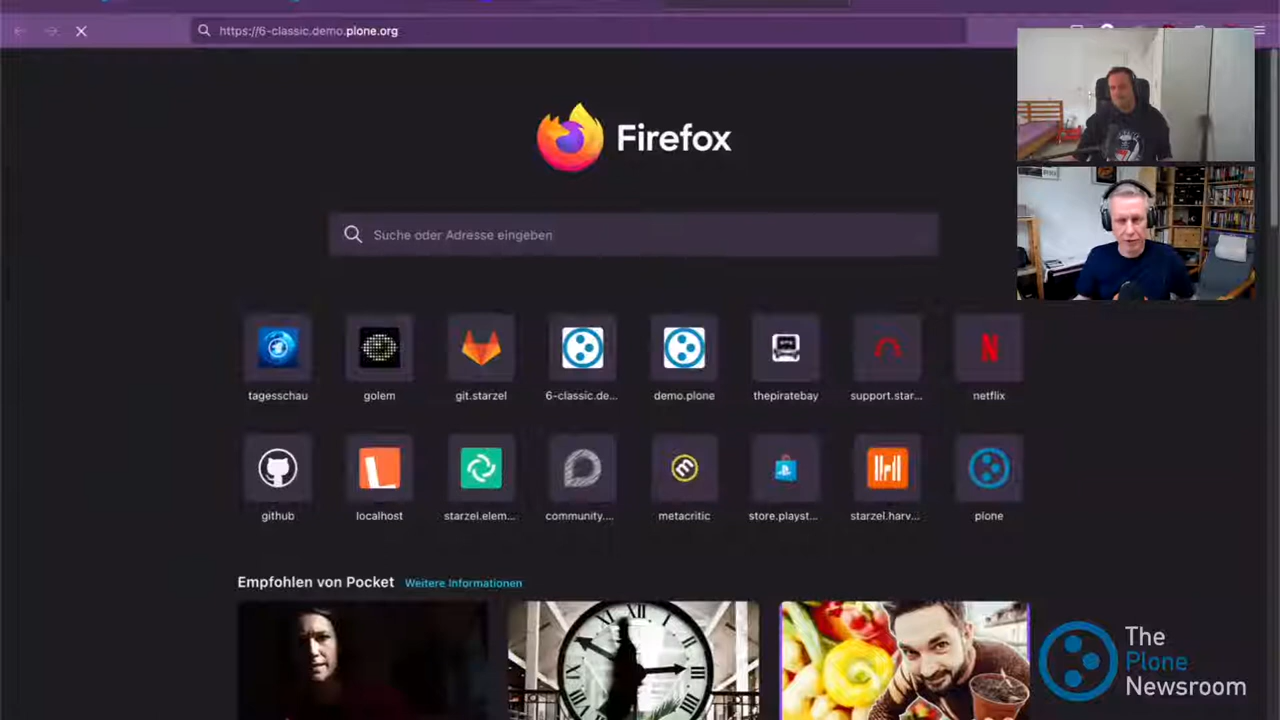 https://6-classic.demo.plone.org
Firefox
Suche oder Adresse eingeben
tagesschau
golem
git.starzel
6-classic.de...
demo.plone
thepiratebay
support.star...
netflix
github
localhost
starzel.elem...
community....
metacritic
store.playst...
starzel.harv...
plone
Empfohlen von Pocket Weitere Informationen
The
Plone
Newsroom